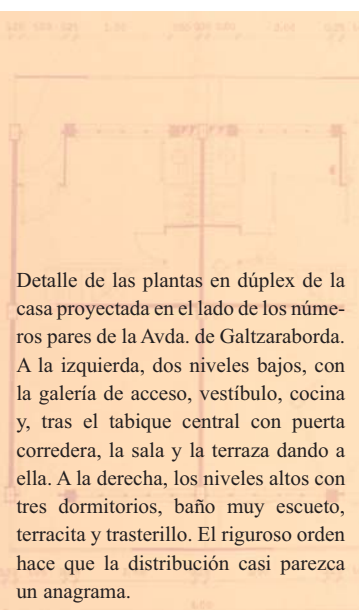 Detalle de las plantas en dúplex de la
casa proyectada en el lado de los núme-
ros pares de la Avda. de Galtzaraborda.
A la izquierda, dos niveles bajos, con
la galería de acceso, vestíbulo, cocina
y, tras el tabique central con puerta
corredera, la sala y la terraza dando a
ella. A la derecha, los niveles altos con
tres dormitorios, baño muy escueto,
terracita y trasterillo. El riguroso orden
hace que la distribución casi parezca
un anagrama.